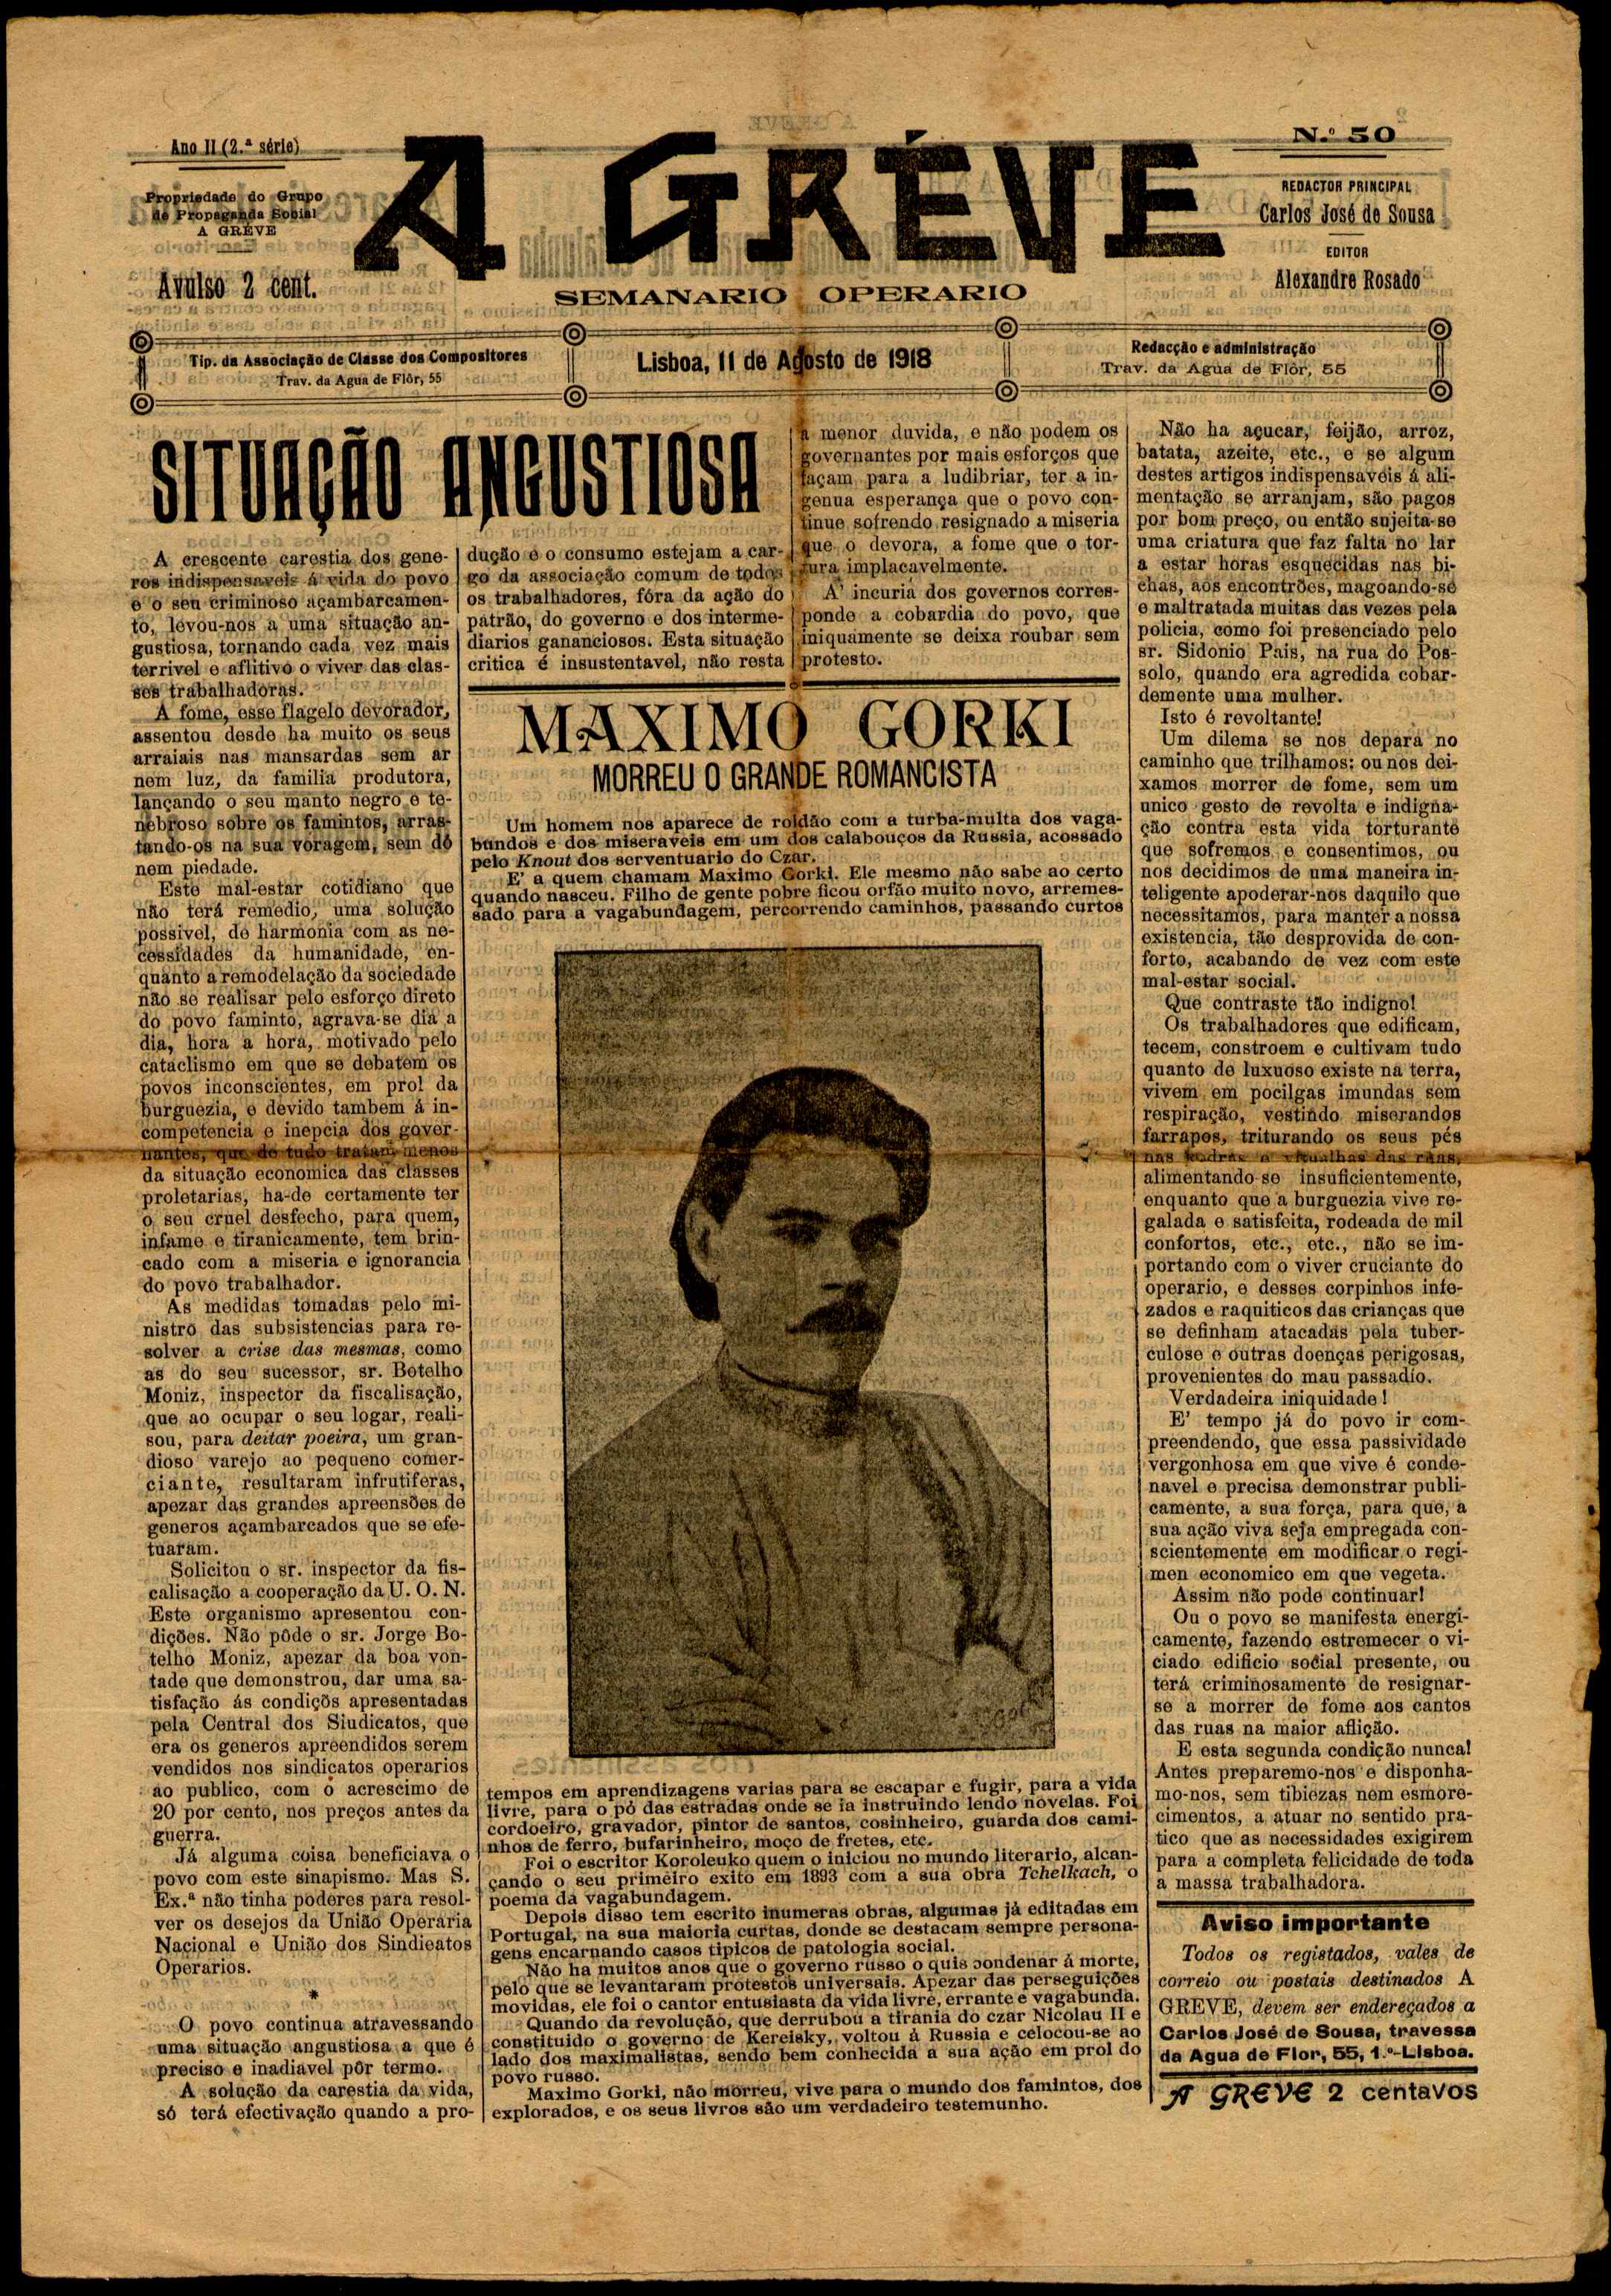 Ano II (2.ª série)
Propriedade do Grupo
de Propaganda Social
A GRÉVE
Avulso 2 cent.
A GRÉVE
SEMANARIO OPERARIO
N.º 50
REDACTOR PRINCIPAL
Carlos José de Sousa
EDITOR
Alexandre Rosado
Tip. da Associação de Classe dos Compositores
Trav. da Agua de Flôr, 55
Lisboa, 11 de Agosto de 1918
Redacção e administração
Trav. da Agua de Flôr, 55
SITUAÇÃO ANGUSTIOSA
A crescente carestia dos gene-
ros indispensaveis á vida do povo
e o seu criminoso açambarcamen-
to, levou-nos a uma situação an-
gustiosa, tornando cada vez mais
terrivel e aflitivo o viver das clas-
ses trabalhadoras.
A fome, esse flagelo devorador,
assentou desde ha muito os seus
arraiais nas mansardas sem ar
nem luz, da familia produtora,
lançando o seu manto negro e te-
nebroso sobre os famintos, arras-
tando-os na sua voragem, sem dó
nem piedade.
Este mal-estar cotidiano que
não terá remedio, uma solução
possivel, de harmonia com as ne-
cessidades da humanidade, en-
quanto a remodelação da sociedade
não se realisar pelo esforço direto
do povo faminto, agrava-se dia a
dia, hora a hora, motivado pelo
cataclismo em que se debatem os
povos inconscientes, em prol da
burguezia, e devido tambem á in-
competencia e inepcia dos gover-
nantes, que de tudo tratam menos
da situação economica das classes
proletarias, ha-de certamente ter
o seu cruel desfecho, para quem,
infame e tiranicamente, tem brin-
cado com a miseria e ignorancia
do povo trabalhador.
As medidas tomadas pelo mi-
nistro das subsistencias para re-
solver a crise das mesmas, como
as do seu sucessor, sr. Botelho
Moniz, inspector da fiscalisação,
que ao ocupar o seu logar, reali-
sou, para deitar poeira, um gran-
dioso varejo ao pequeno comer-
ciante, resultaram infrutiferas,
apezar das grandes apreensões de
generos açambarcados que se efe-
tuaram.
Solicitou o sr. inspector da fis-
calisação a cooperação da U. O. N.
Este organismo apresentou con-
dições. Não pôde o sr. Jorge Bo-
telho Moniz, apezar da boa von-
tade que demonstrou, dar uma sa-
tisfação ás condiçõs apresentadas
pela Central dos Siudicatos, que
era os generos apreendidos serem
vendidos nos sindicatos operarios
ao publico, com o acrescimo de
20 por cento, nos preços antes da
guerra.
Já alguma coisa beneficiava o
povo com este sinapismo. Mas S.
Ex.ª não tinha poderes para resol-
ver os desejos da União Operaria
Nacional e União dos Sindicatos
Operarios.
*
O povo continua atravessando
uma situação angustiosa a que é
preciso e inadiavel pôr termo.
A solução da carestia da vida,
só terá efectivação quando a pro-
dução e o consumo estejam a car-
go da associação comum de todos
os trabalhadores, fóra da ação do
patrão, do governo e dos interme-
diarios gananciosos. Esta situação
critica é insustentavel, não resta
a menor duvida, e não podem os
governantes por mais esforços que
façam para a ludibriar, ter a in-
genua esperança que o povo con-
tinue sofrendo resignado a miseria
que o devora, a fome que o tor-
tura implacavelmente.
A' incuria dos governos corres-
ponde a cobardia do povo, que
iniquamente se deixa roubar sem
protesto.
MAXIMO GORKI
MORREU O GRANDE ROMANCISTA
Um homem nos aparece de roldão com a turba-multa dos vaga-
bundos e dos miseraveis em um dos calabouços da Russia, acossado
pelo Knout dos serventuario do Czar.
E' a quem chamam Maximo Gorki. Ele mesmo não sabe ao certo
quando nasceu. Filho de gente pobre ficou orfão muito novo, arremes-
sado para a vagabundagem, percorrendo caminhos, passando curtos
tempos em aprendizagens varias para se escapar e fugir, para a vida
livre, para o pó das estradas onde se ia instruindo lendo novelas. Foi
cordoeiro, gravador, pintor de santos, cosinheiro, guarda dos cami-
nhos de ferro, bufarinheiro, moço de fretes, etc.
Foi o escritor Koroleuko quem o iniciou no mundo literario, alcan-
çando o seu primeiro exito em 1893 com a sua obra Tchelkach, o
poema da vagabundagem.
Depois disso tem escrito inumeras obras, algumas já editadas em
Portugal, na sua maioria curtas, donde se destacam sempre persona-
gens encarnando casos tipicos de patologia social.
Não ha muitos anos que o governo russo o quis condenar á morte,
pelo que se levantaram protestos universais. Apezar das perseguições
movidas, ele foi o cantor entusiasta da vida livre, errante e vagabunda.
Quando da revolução, que derrubou a tirania do czar Nicolau II e
constituido o governo de Kereisky, voltou á Russia e celocou-se ao
lado dos maximalistas, sendo bem conhecida a sua ação em prol do
povo russo.
Maximo Gorki, não morreu, vive para o mundo dos famintos, dos
explorados, e os seus livros são um verdadeiro testemunho.
Não ha açucar, feijão, arroz,
batata, azeite, etc., e se algum
destes artigos indispensaveis á ali-
mentação se arranjam, são pagos
por bom preço, ou então sujeita-se
uma criatura que faz falta no lar
a estar horas esquecidas nas bi-
chas, aos encontrões, magoando-se
e maltratada muitas das vezes pela
policia, como foi presenciado pelo
sr. Sidonio Pais, na rua do Pos-
solo, quando era agredida cobar-
demente uma mulher.
Isto é revoltante!
Um dilema se nos depara no
caminho que trilhamos: ou nos dei-
xamos morrer de fome, sem um
unico gesto de revolta e indigna-
ção contra esta vida torturante
que sofremos e consentimos, ou
nos decidimos de uma maneira in-
teligente apoderar-nos daquilo que
necessitamos, para manter a nossa
existencia, tão desprovida de con-
forto, acabando de vez com este
mal-estar social.
Que contraste tão indigno!
Os trabalhadores que edificam,
tecem, constroem e cultivam tudo
quanto de luxuoso existe na terra,
vivem em pocilgas imundas sem
respiração, vestindo miserandos
farrapos, triturando os seus pés
nas das ruas,
alimentando-se insuficientemente,
enquanto que a burguezia vive re-
galada e satisfeita, rodeada de mil
confortos, etc., etc., não se im-
portando com o viver cruciante do
operario, e desses corpinhos infe-
zados e raquiticos das crianças que
se definham atacadas pela tuber-
culose e outras doenças perigosas,
provenientes do mau passadio.
Verdadeira iniquidade!
E' tempo já do povo ir com-
preendendo, que essa passividade
vergonhosa em que vive é conde-
navel e precisa demonstrar publi-
camente, a sua força, para que, a
sua ação viva seja empregada con-
scientemente em modificar o regi-
men economico em que vegeta.
Assim não pode continuar!
Ou o povo se manifesta energi-
camente, fazendo estremecer o vi-
ciado edificio social presente, ou
terá criminosamente de resignar-
se a morrer de fome aos cantos
das ruas na maior aflição.
E esta segunda condição nunca!
Antes preparemo-nos e disponha-
mo-nos, sem tibiezas nem esmore-
cimentos, a atuar no sentido pra-
tico que as necessidades exigirem
para a completa felicidade de toda
a massa trabalhadora.
Aviso importante
Todos os registados, vales de
correio ou postais destinados A
GREVE, devem ser endereçados a
Carlos José de Sousa, travessa
da Agua de Flor, 55, 1.º-Lisboa.
A GREVE 2 centavos